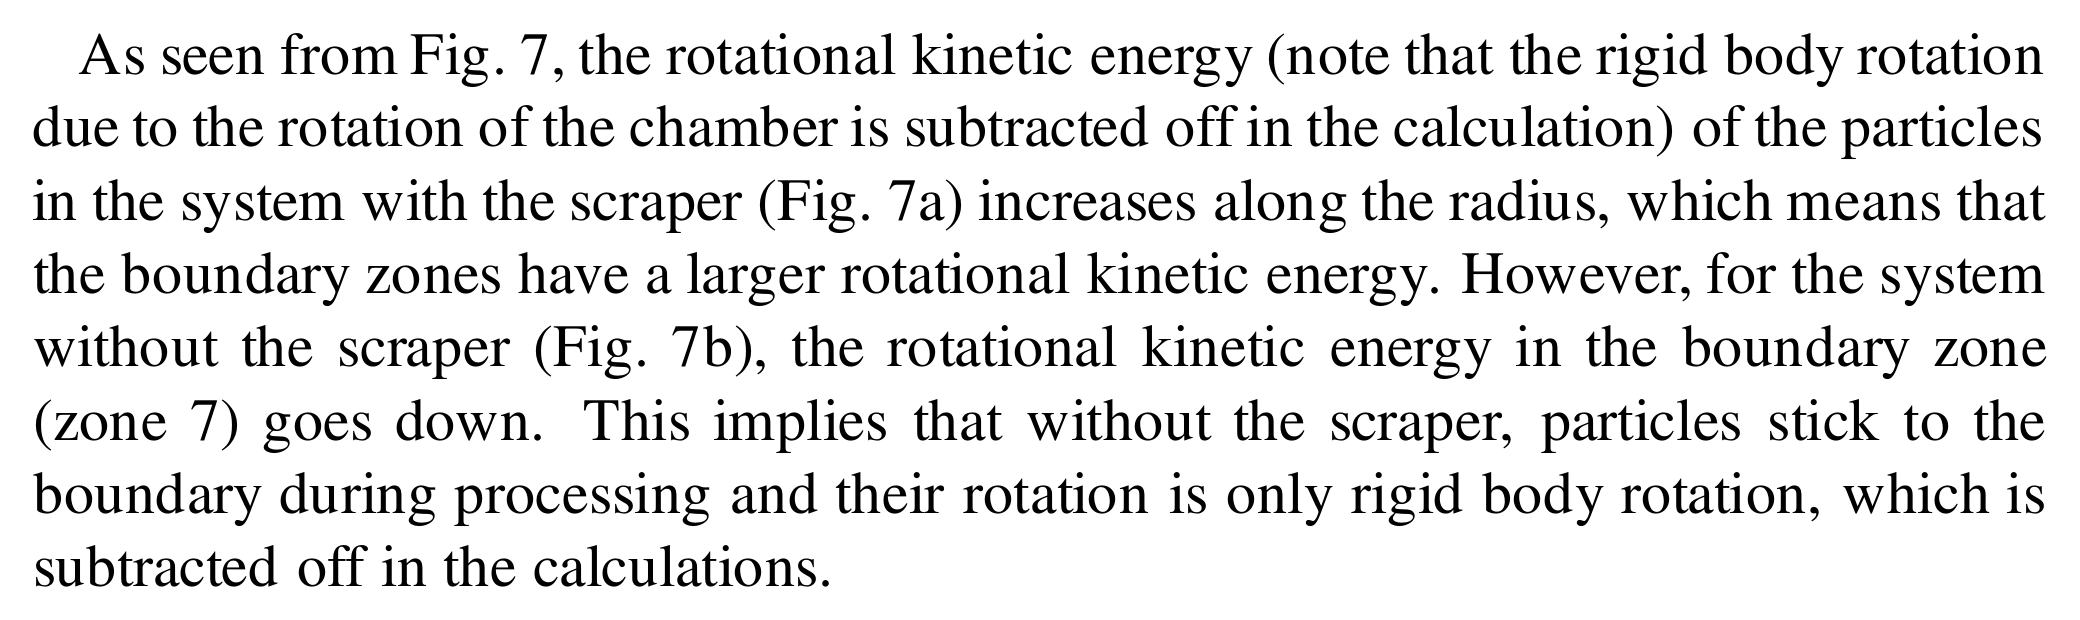 As seen from Fig. 7, the rotational kinetic energy (note that the rigid body rotation
due to the rotation of the chamber is subtracted off in the calculation) of the particles
in the system with the scraper (Fig. 7a) increases along the radius, which means that
the boundary zones have a larger rotational kinetic energy. However, for the system
without the scraper (Fig. 7b), the rotational kinetic energy in the boundary zone
(zone 7) goes down. This implies that without the scraper, particles stick to the
boundary during processing and their rotation is only rigid body rotation, which is
subtracted off in the calculations.